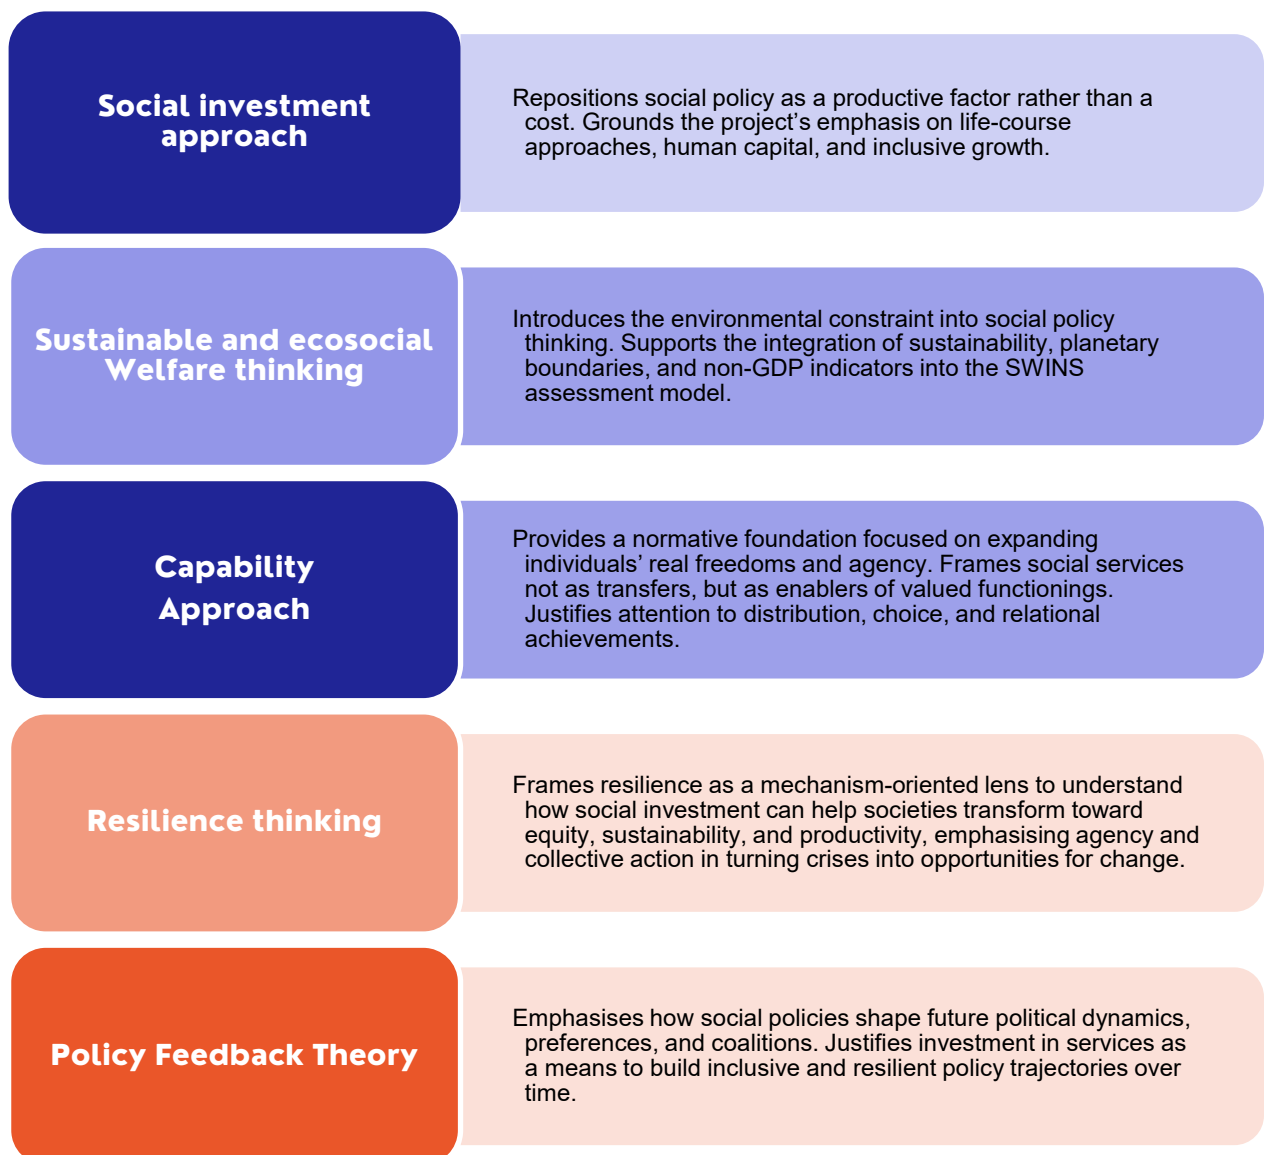 Social investment
approach
Repositions social policy as a productive factor rather than a
cost. Grounds the project’s emphasis on life-course
approaches, human capital, and inclusive growth.
Sustainable and ecosocial
Welfare thinking
Introduces the environmental constraint into social policy
thinking. Supports the integration of sustainability, planetary
boundaries, and non-GDP indicators into the SWINS
assessment model.
Capability
Approach
Provides a normative foundation focused on expanding
individuals’ real freedoms and agency. Frames social services
not as transfers, but as enablers of valued functionings.
Justifies attention to distribution, choice, and relational
achievements.
Resilience thinking
Frames resilience as a mechanism-oriented lens to understand
how social investment can help societies transform toward
equity, sustainability, and productivity, emphasising agency and
collective action in turning crises into opportunities for change.
Policy Feedback Theory
Emphasises how social policies shape future political dynamics,
preferences, and coalitions. Justifies investment in services as
a means to build inclusive and resilient policy trajectories over
time.